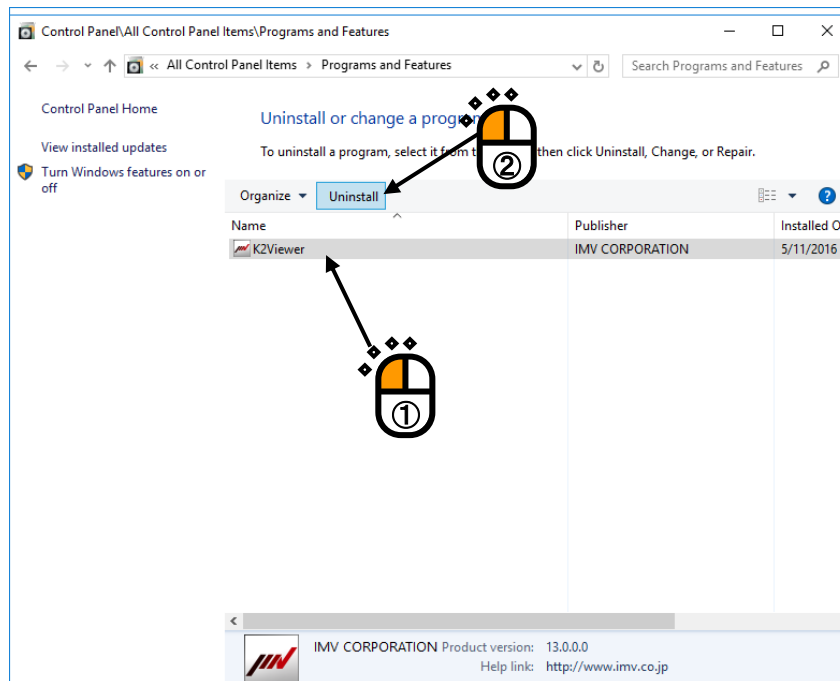 Control Panel\All Control Panel Items\Programs and Features
« All Control Panel Items › Programs and Features
Search Programs and Features
Control Panel Home
View installed updates
Turn Windows features on or
off
Uninstall or change a progr
To uninstall a program, select it from t then click Uninstall, Change, or Repair.
Organize Uninstall
Name Publisher Installed O
K2Viewer IMV CORPORATION 5/11/2016
②
①
IMV CORPORATION Product version: 13.0.0.0
Help link: http://www.imv.co.jp